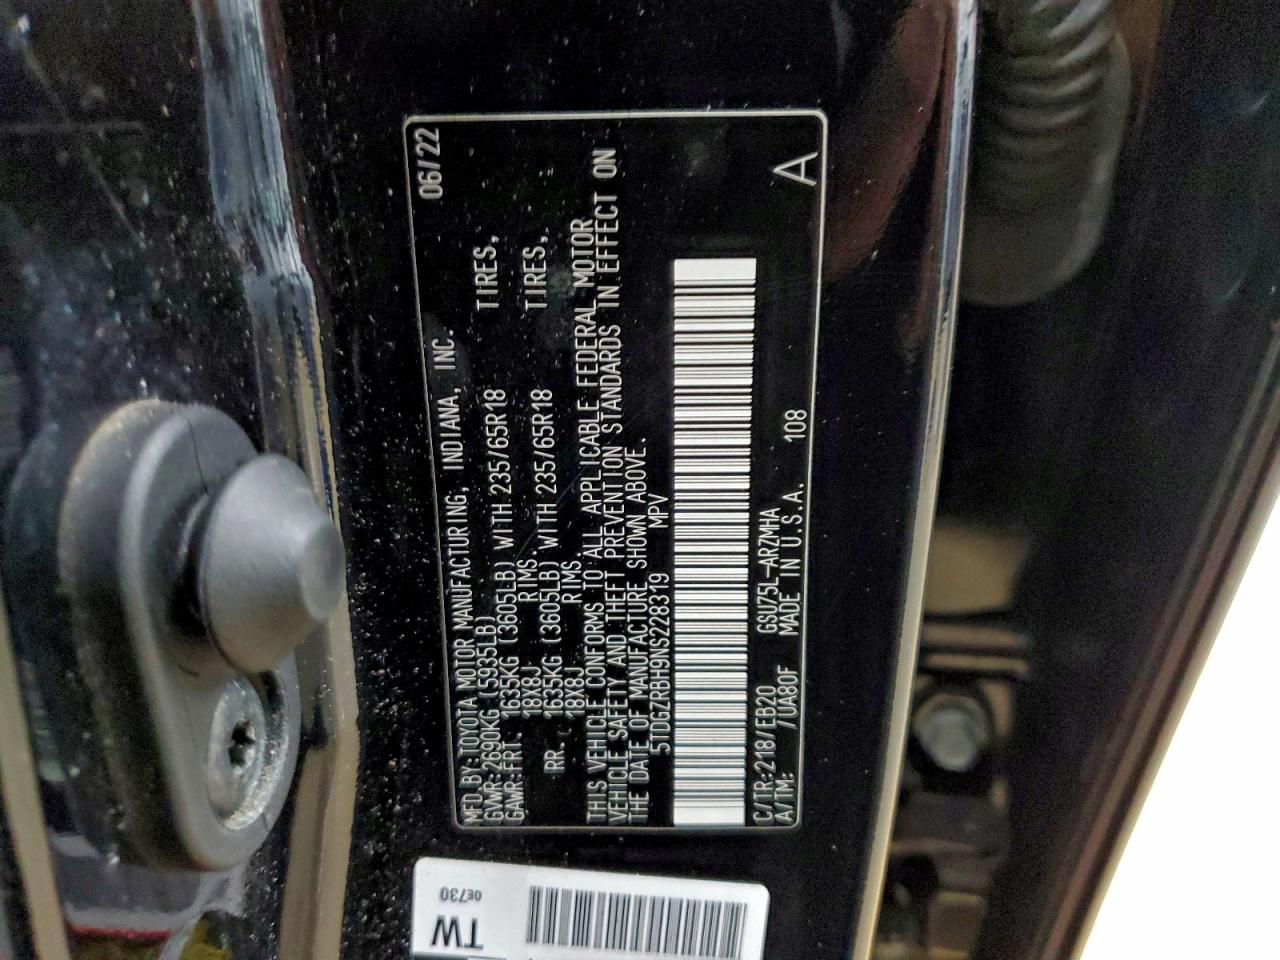 MFD. BY: TOYOTA MOTOR MANUFACTURING, INDIANA, INC. 06/22
GVWR: 2690KG (5935LB)
GAWR: FRT. 1635KG (3605LB) WITH 235/65R18 TIRES,
18X8J RIMS.
RR. 1635KG (3605LB) WITH 235/65R18 TIRES,
18X8J RIMS.
THIS VEHICLE CONFORMS TO ALL APPLICABLE FEDERAL MOTOR
VEHICLE SAFETY AND THEFT PREVENTION STANDARDS IN EFFECT ON
THE DATE OF MANUFACTURE SHOWN ABOVE.
5TDGZRBH9NS228319 MPV
C/TR: 218/EB20 GSU75L-ARZMHA
A/TM: /UA80F MADE IN U.S.A. 108 A
TW
0E730